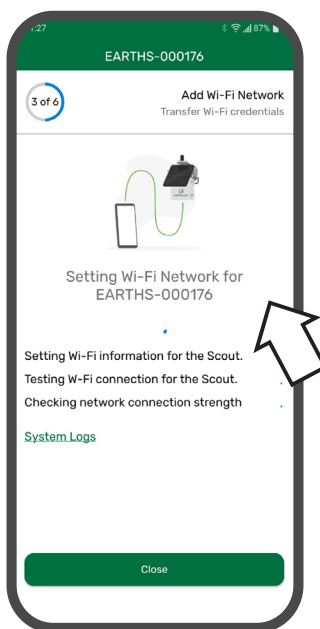 1:27 87%
EARTHS-000176
3 of 6
Add Wi-Fi Network
Transfer Wi-Fi credentials
Setting Wi-Fi Network for
EARTHS-000176
Setting Wi-Fi information for the Scout.
Testing W-Fi connection for the Scout.
Checking network connection strength
System Logs
Close